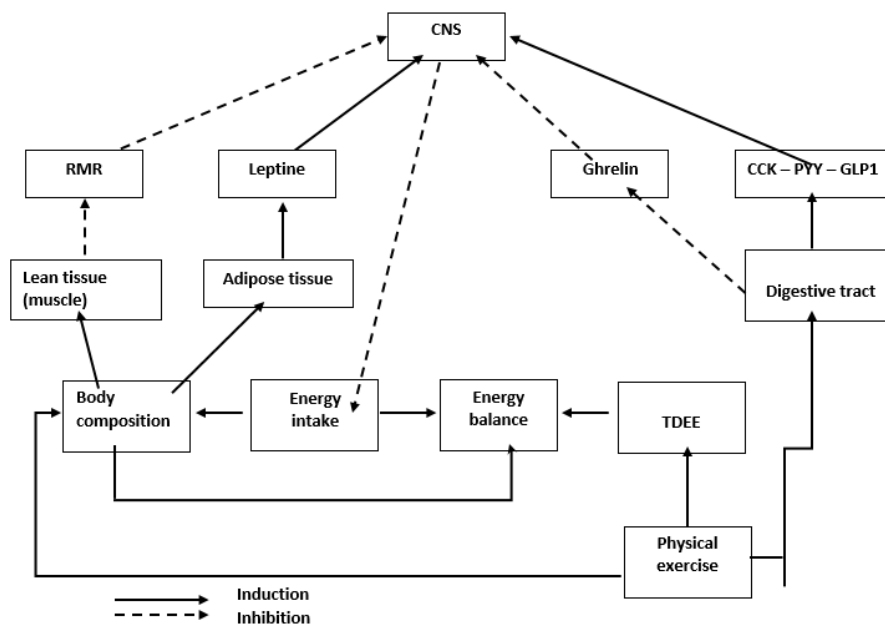 CNS
RMR
Leptine
Ghrelin
CCK – PYY – GLP1
Lean tissue
(muscle)
Adipose tissue
Digestive tract
Body
composition
Energy
intake
Energy
balance
TDEE
Physical
exercise
Induction
Inhibition